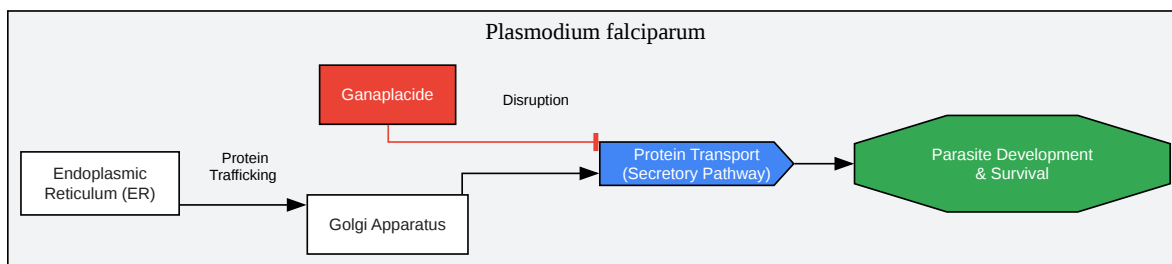 Plasmodium falciparum
Ganaplacide
Disruption
Endoplasmic
Reticulum (ER)
Protein
Trafficking
Golgi Apparatus
Protein Transport
(Secretory Pathway)
Parasite Development
& Survival